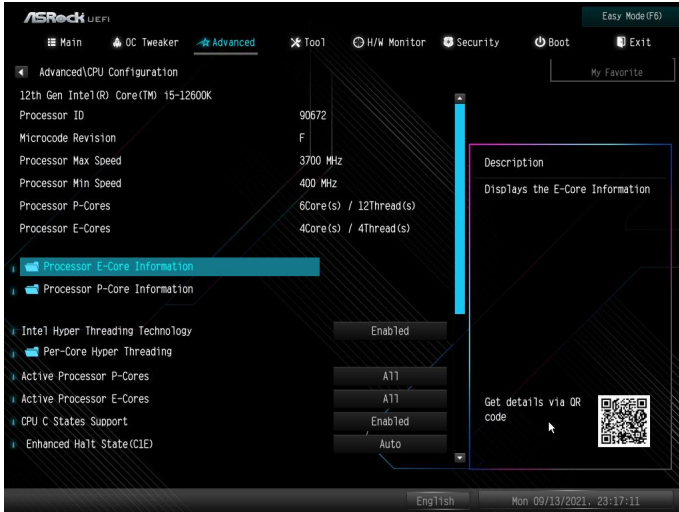 ASRock UEFI
Easy Mode(F6)
Main OC Tweaker Advanced Tool H/W Monitor Security Boot Exit
Advanced\CPU Configuration
My Favorite
12th Gen Intel(R) Core(TM) i5-12600K
Processor ID 90672
Microcode Revision F
Processor Max Speed 3700 MHz
Processor Min Speed 400 MHz
Processor P-Cores 6Core(s) / 12Thread(s)
Processor E-Cores 4Core(s) / 4Thread(s)
Processor E-Core Information
Processor P-Core Information
Intel Hyper Threading Technology Enabled
Per-Core Hyper Threading
Active Processor P-Cores All
Active Processor E-Cores All
CPU C States Support Enabled
Enhanced Halt State(C1E) Auto
Description
Displays the E-Core Information
Get details via QR
code
English Mon 09/13/2021. 23:17:11